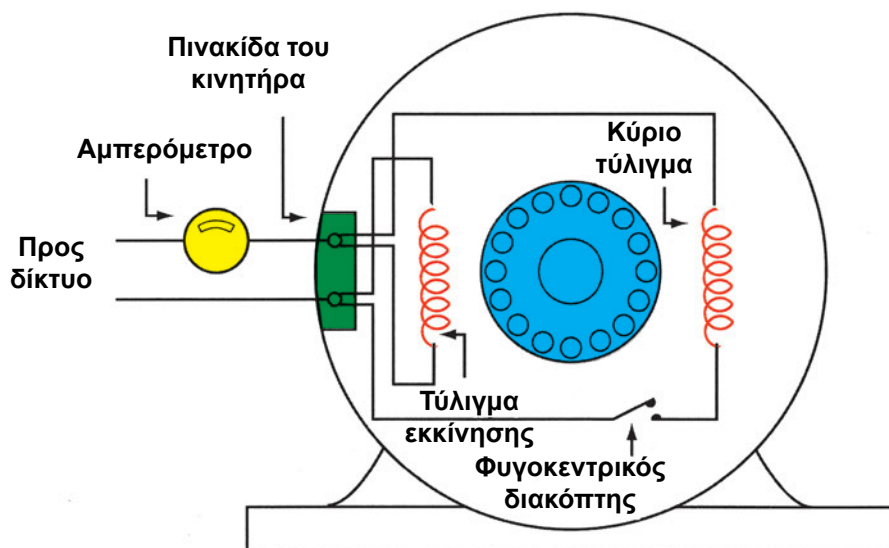 Πινακίδα του
κινητήρα
Αμπερόμετρο
Κύριο
τύλιγμα
Προς
δίκτυο
Τύλιγμα
εκκίνησης
Φυγοκεντρικός
διακόπτης